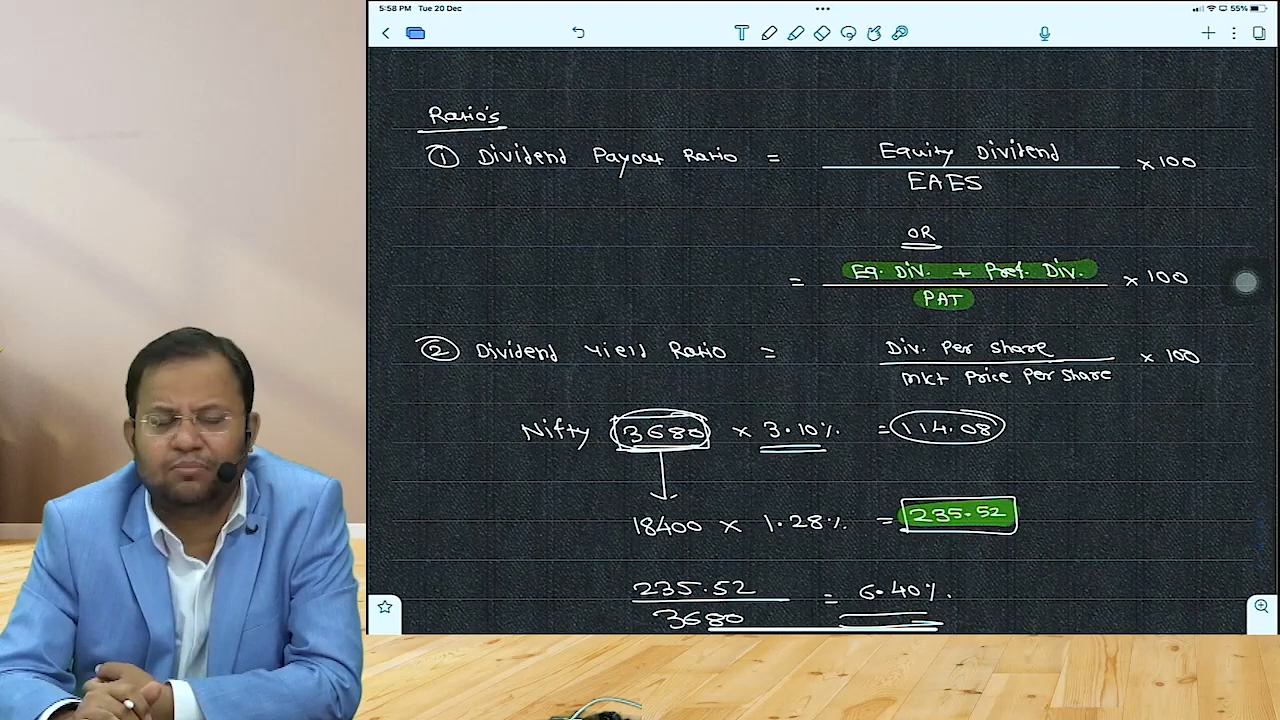 5:58 PM Tue 20 Dec
55%
Ratio's
① Dividend Payout Ratio = Equity Dividend × 100
EAES
OR
= Eq. Div. + Pref. Div. × 100
PAT
② Dividend Yield Ratio = Div. Per share × 100
Mkt Price Per Share
Nifty 3680 × 3.10% = 114.08
18400 × 1.28% = 235.52
235.52 = 6.40%.
3680